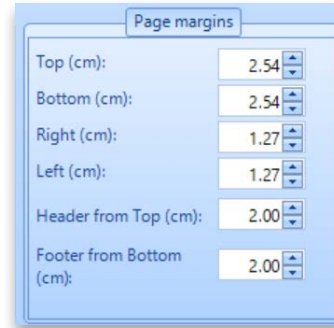 Page margins
Top (cm): 2.54
Bottom (cm): 2.54
Right (cm): 1.27
Left (cm): 1.27
Header from Top (cm): 2.00
Footer from Bottom
(cm): 2.00